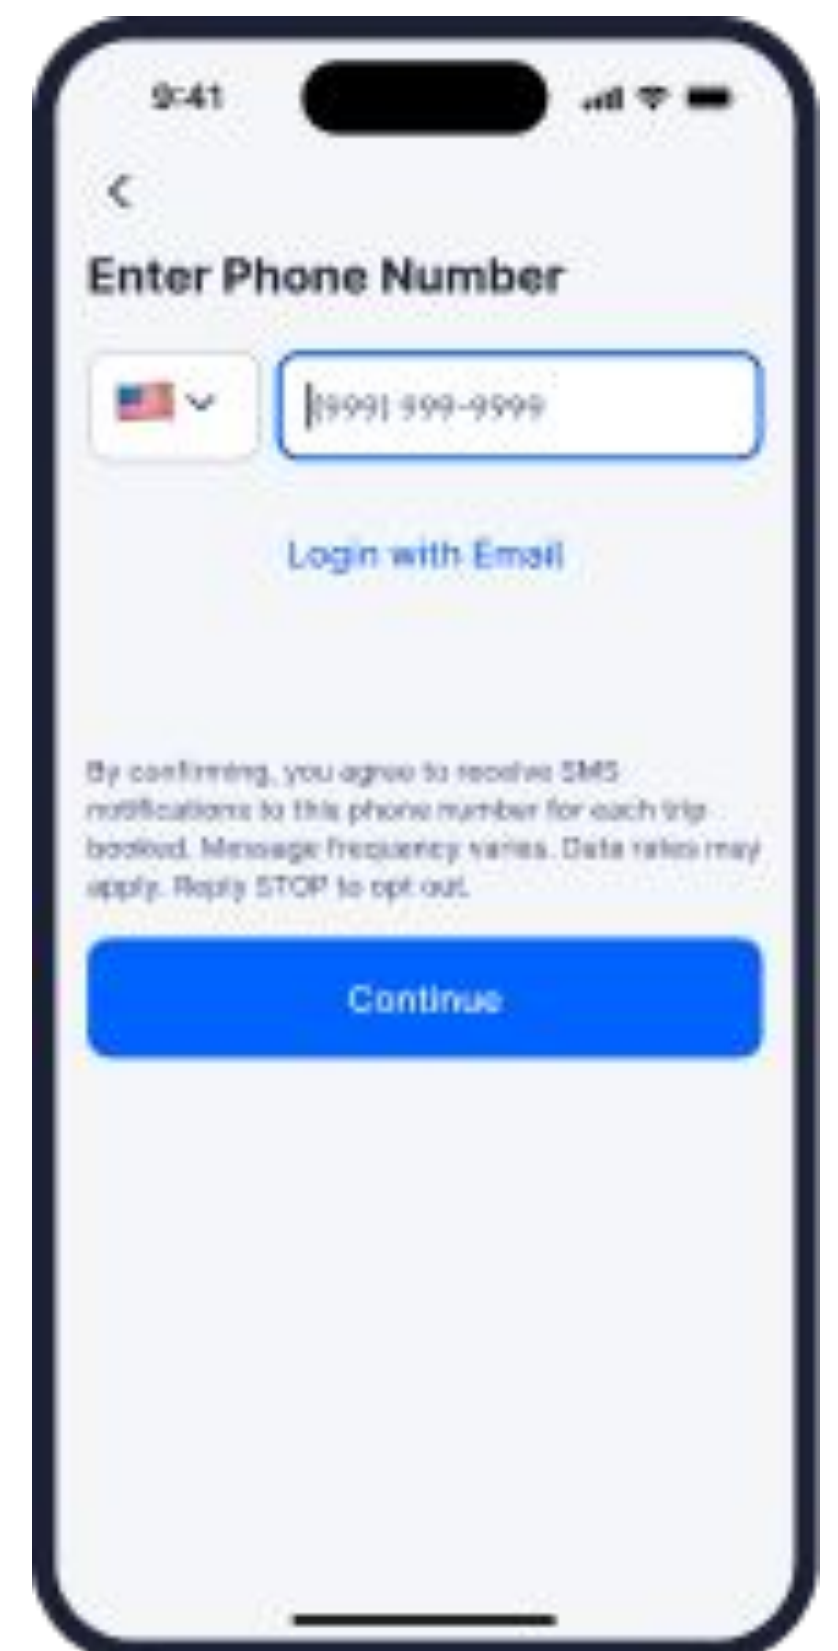 9:41
Enter Phone Number
(999) 999-9999
Login with Email
By confirming, you agree to receive SMS
notifications to this phone number for each trip
booked. Message frequency varies. Data rates may
apply. Reply STOP to opt out.
Continue